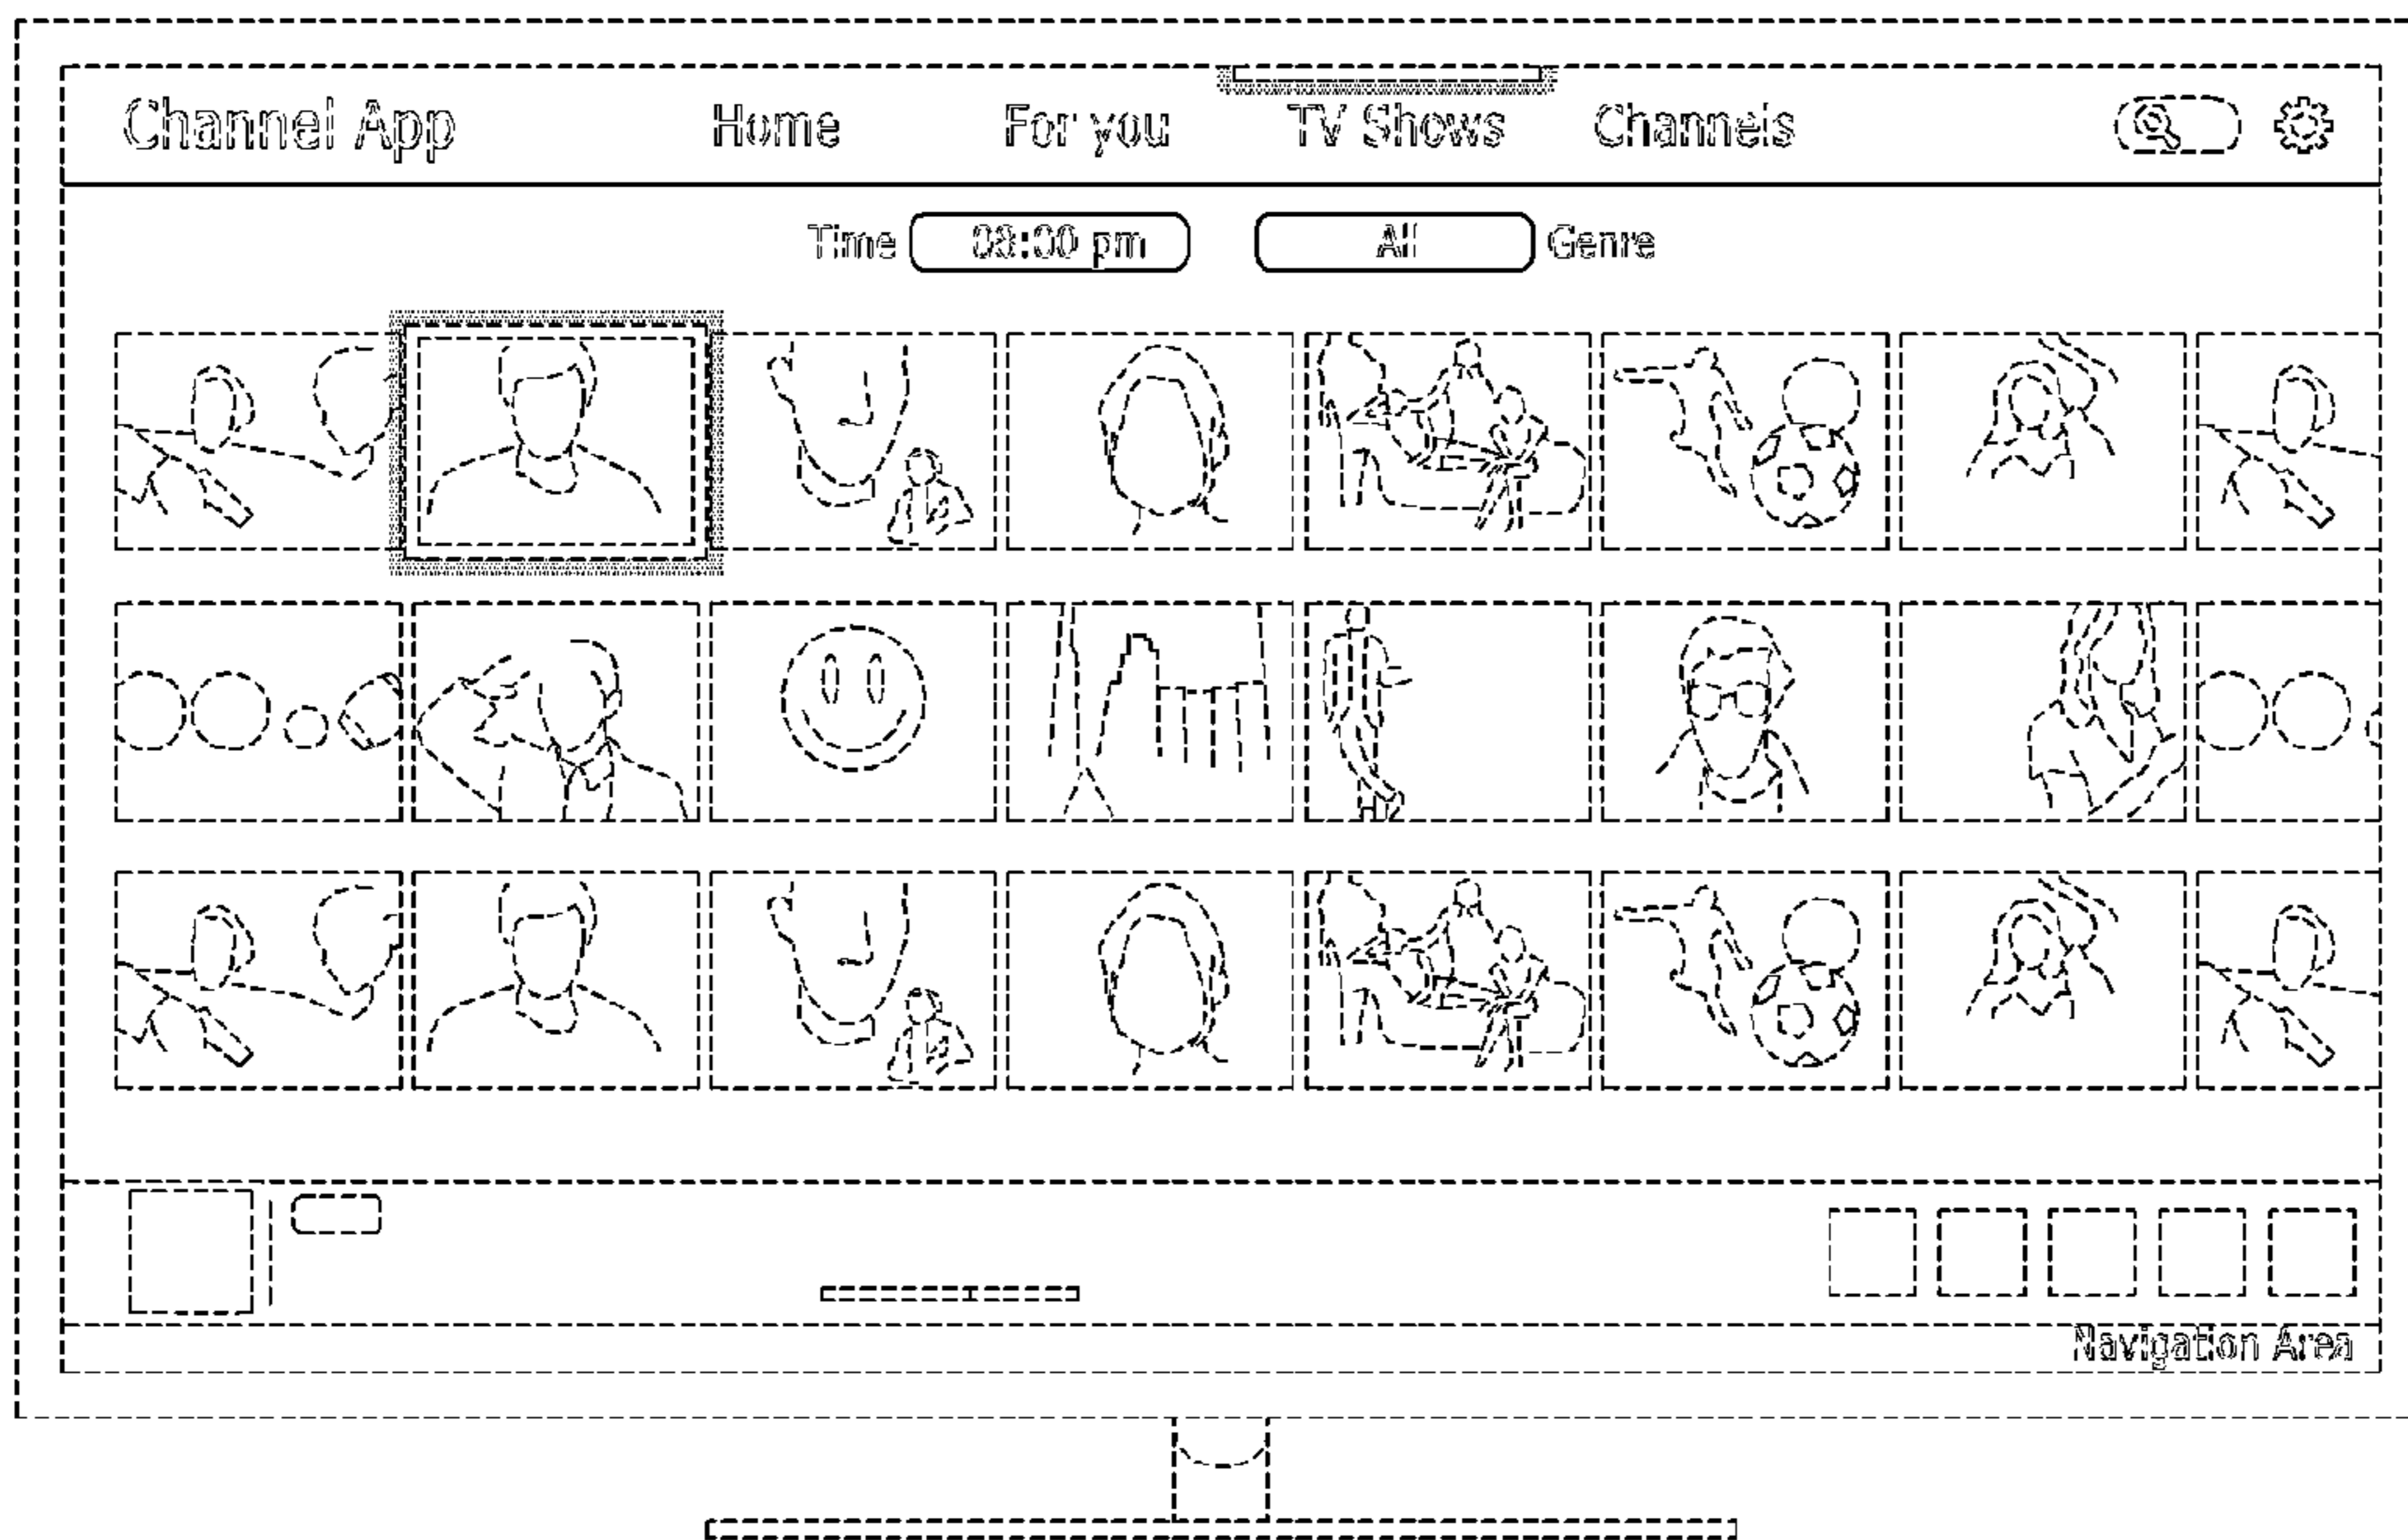 Channel App Home For you TV Shows Channels
Time 08:00 pm All Genre
Navigation Area